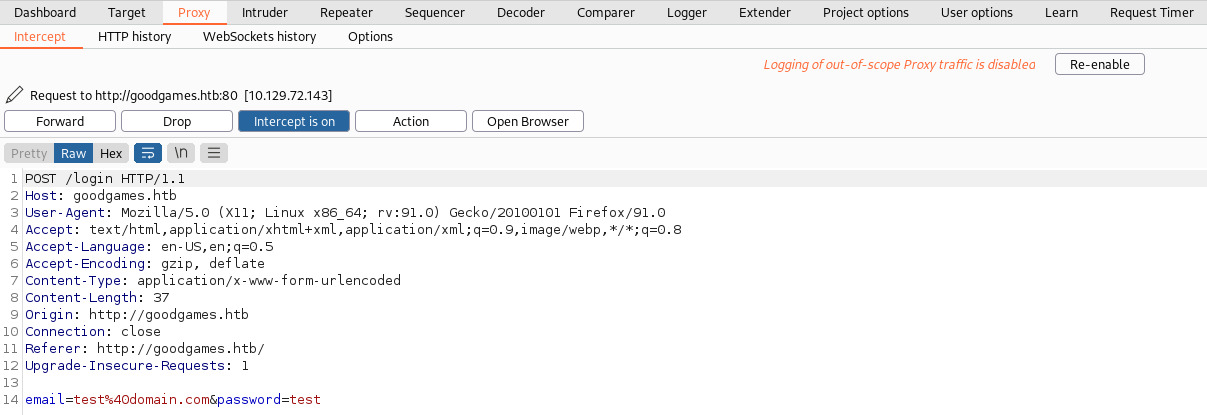 Dashboard Target Proxy Intruder Repeater Sequencer Decoder Comparer Logger Extender Project options User options Learn Request Timer
Intercept HTTP history WebSockets history Options
Logging of out-of-scope Proxy traffic is disabled Re-enable
Request to http://goodgames.htb:80 [10.129.72.143]
Forward Drop Intercept is on Action Open Browser
Pretty Raw Hex \n
1 POST /login HTTP/1.1
2 Host: goodgames.htb
3 User-Agent: Mozilla/5.0 (X11; Linux x86_64; rv:91.0) Gecko/20100101 Firefox/91.0
4 Accept: text/html,application/xhtml+xml,application/xml;q=0.9,image/webp,*/*;q=0.8
5 Accept-Language: en-US,en;q=0.5
6 Accept-Encoding: gzip, deflate
7 Content-Type: application/x-www-form-urlencoded
8 Content-Length: 37
9 Origin: http://goodgames.htb
10 Connection: close
11 Referer: http://goodgames.htb/
12 Upgrade-Insecure-Requests: 1
13
14 email=test%40domain.com&password=test